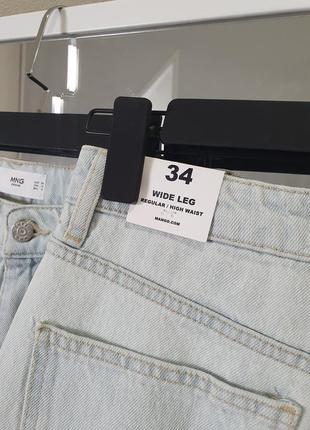 MNG
34
WIDE LEG
REGULAR / HIGH WAIST
MANGO.COM